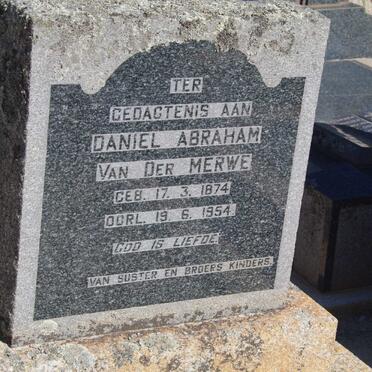 TER
GEDAGTENIS AAN
DANIEL ABRAHAM
VAN DER MERWE
GEB. 17. 3. 1874
OORL. 19. 6. 1954.
GOD IS LIEFDE
VAN SUSTER EN BROERS KINDERS.